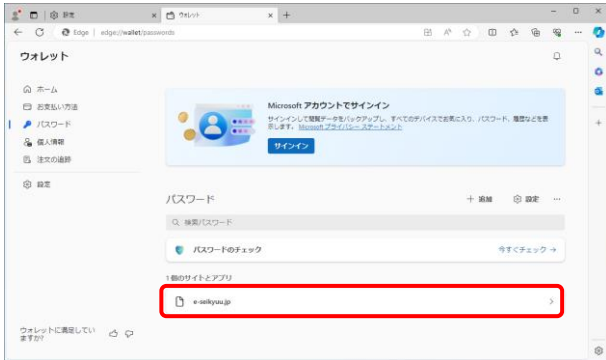 設定
ウォレット
Edge | edge://wallet/passwords
ウォレット
ホーム
お支払い方法
パスワード
個人情報
注文の追跡
設定
Microsoft アカウントでサインイン
サインインして閲覧データをバックアップし、すべてのデバイスでお気に入り、パスワード、履歴などを表
示します。 Microsoft プライバシー ステートメント
サインイン
パスワード
+ 追加
設定
検索パスワード
パスワードのチェック
今すぐチェック →
1 個のサイトとアプリ
e-seikyuu.jp
ウォレットに満足してい
ますか?